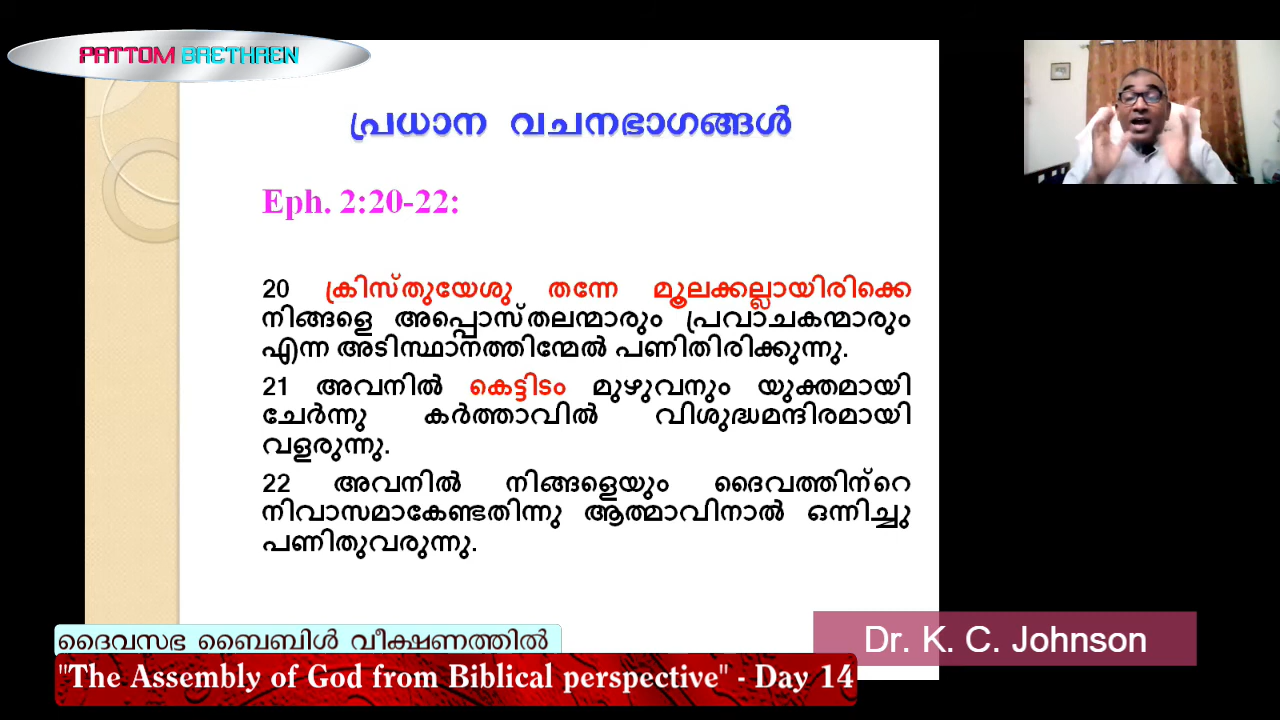 PATTOM BRETHREN
പ്രധാന വചനഭാഗങ്ങൾ
Eph. 2:20-22:
20 ക്രിസ്തുയേശു തന്നേ മൂലക്കല്ലായിരിക്കെ
നിങ്ങളെ അപ്പൊസ്തലന്മാരും പ്രവാചകന്മാരും
എന്ന അടിസ്ഥാനത്തിന്മേൽ പണിതിരിക്കുന്നു.
21 അവനിൽ കെട്ടിടം മുഴുവനും യുക്തമായി
ചേർന്നു കർത്താവിൽ വിശുദ്ധമന്ദിരമായി
വളരുന്നു.
22 അവനിൽ നിങ്ങളെയും ദൈവത്തിന്റെ
നിവാസമാകേണ്ടതിന്നു ആത്മാവിനാൽ ഒന്നിച്ചു
പണിതുവരുന്നു.
ദൈവസഭ ബൈബിൾ വീക്ഷണത്തിൽ
"The Assembly of God from Biblical perspective" - Day 14
Dr. K. C. Johnson